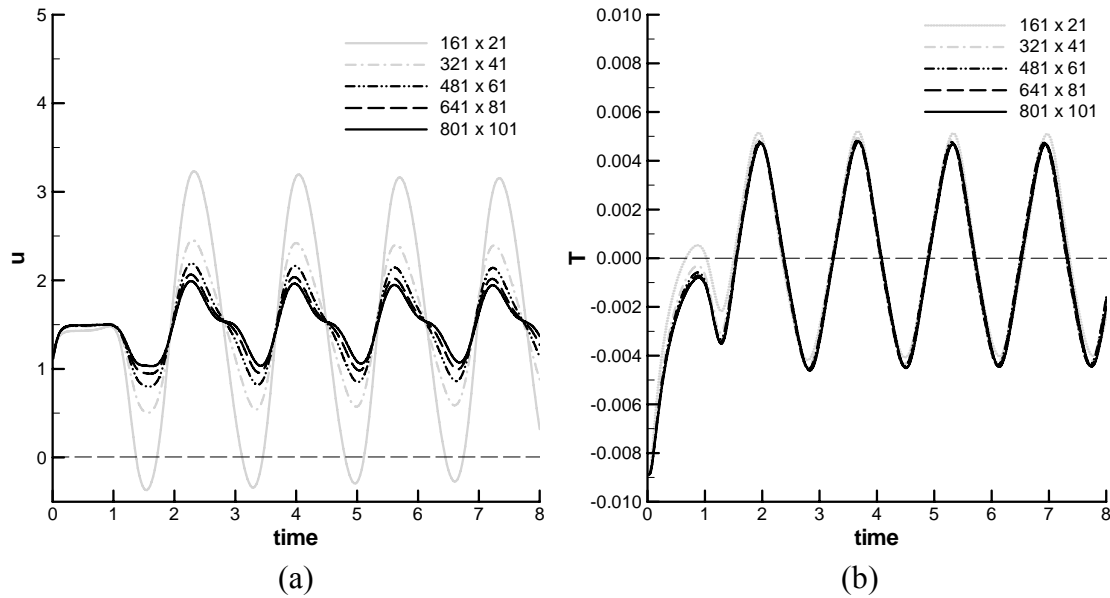 5
4
3
2
1
0
u
0 1 2 3 4 5 6 7 8
time
161 x 21
321 x 41
481 x 61
641 x 81
801 x 101
(a)
0.010
0.008
0.006
0.004
0.002
0.000
-0.002
-0.004
-0.006
-0.008
-0.010
T
0 1 2 3 4 5 6 7 8
time
161 x 21
321 x 41
481 x 61
641 x 81
801 x 101
(b)